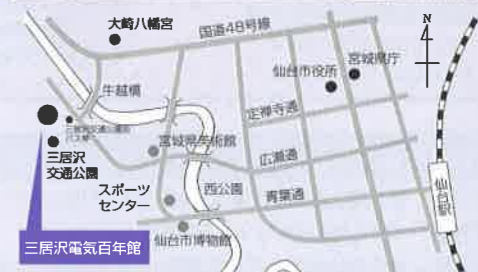 大崎八幡宮
国道48号線
N
宮城県庁
仙台市役所
牛越橋
定禅寺通
宮城県美術館
広瀬通
三居沢
交通公園
スポーツ
センター
西公園
青葉通
仙台駅
仙台市博物館
三居沢電気百年館